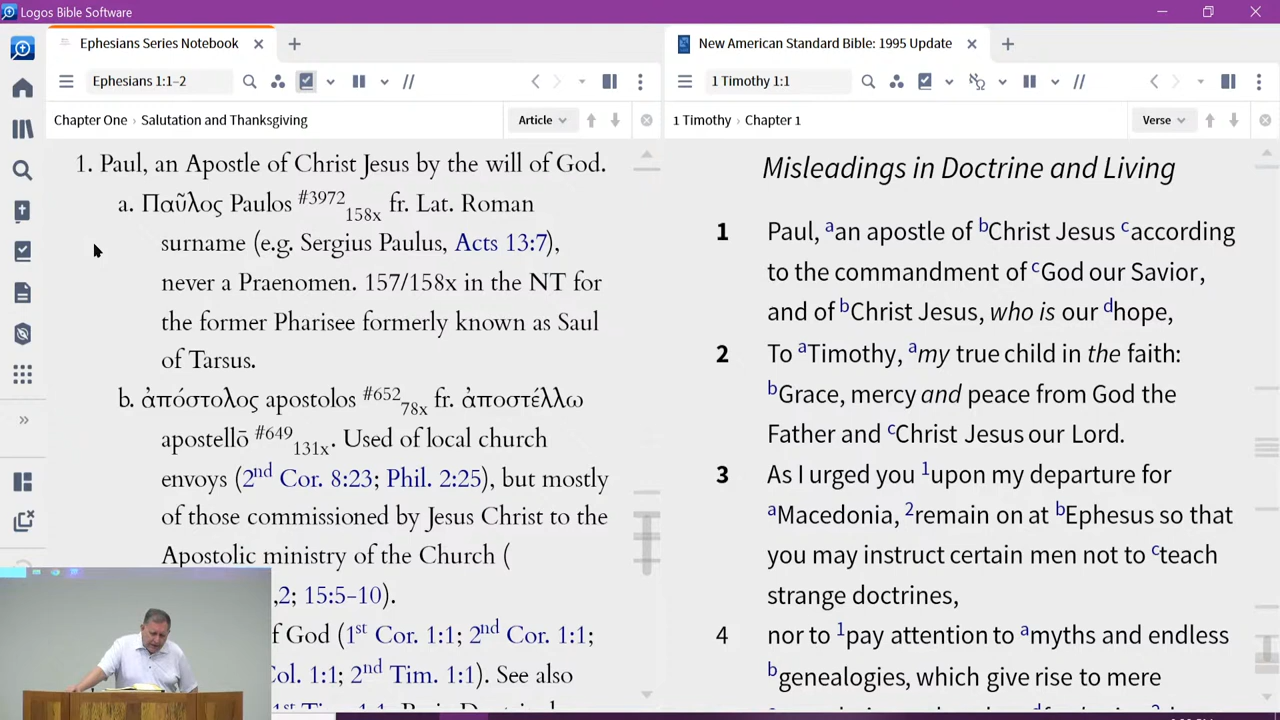 Logos Bible Software
Ephesians Series Notebook
New American Standard Bible: 1995 Update
Ephesians 1:1–2
1 Timothy 1:1
Chapter One › Salutation and Thanksgiving
Article
1 Timothy › Chapter 1
Verse
1. Paul, an Apostle of Christ Jesus by the will of God.
a. Παῦλος Paulos #3972 158x fr. Lat. Roman
surname (e.g. Sergius Paulus, Acts 13:7),
never a Praenomen. 157/158x in the NT for
the former Pharisee formerly known as Saul
of Tarsus.
b. ἀπόστολος apostolos #652 78x fr. ἀποστέλλω
apostellō #649 131x. Used of local church
envoys (2nd Cor. 8:23; Phil. 2:25), but mostly
of those commissioned by Jesus Christ to the
Apostolic ministry of the Church (
,2; 15:5–10).
f God (1st Cor. 1:1; 2nd Cor. 1:1;
ol. 1:1; 2nd Tim. 1:1). See also
Misleadings in Doctrine and Living
1 Paul, a an apostle of b Christ Jesus c according
to the commandment of c God our Savior,
and of b Christ Jesus, who is our d hope,
2 To a Timothy, a my true child in the faith:
b Grace, mercy and peace from God the
Father and c Christ Jesus our Lord.
3 As I urged you 1 upon my departure for
a Macedonia, 2 remain on at b Ephesus so that
you may instruct certain men not to c teach
strange doctrines,
4 nor to 1 pay attention to a myths and endless
b genealogies, which give rise to mere